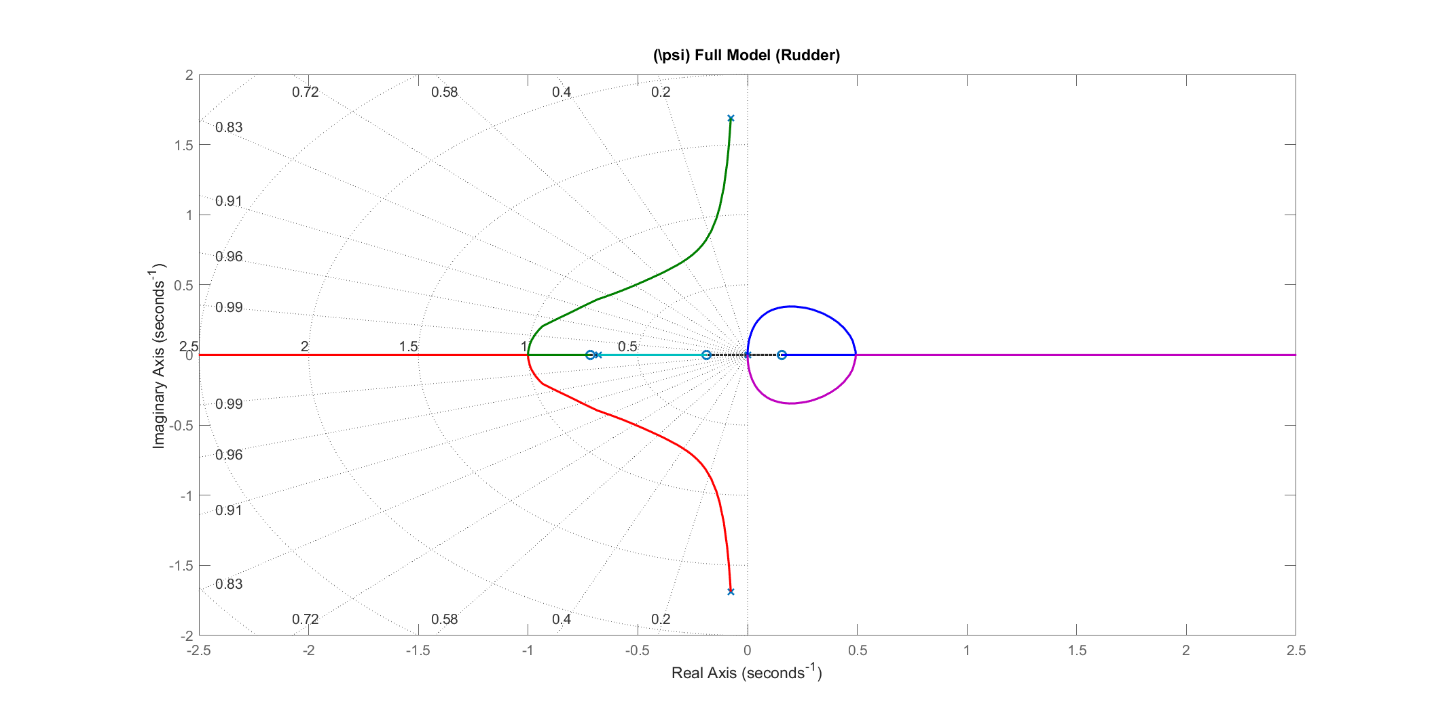 (\psi) Full Model (Rudder)
2
0.72 0.58 0.4 0.2
0.83
1.5
0.91
1
0.96
0.5
0.99
2.5 2 1.5 1 0.5
0
0.99
-0.5
0.96
-1
0.91
-1.5
0.83
0.72 0.58 0.4 0.2
-2
-2.5 -2 -1.5 -1 -0.5 0 0.5 1 1.5 2 2.5
Real Axis (seconds⁻¹)
Imaginary Axis (seconds⁻¹)